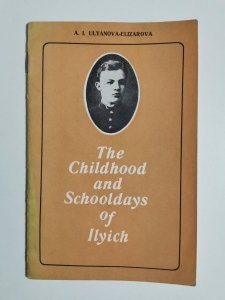 A. I. ULYANOVA-ELIZAROVA
The
Childhood
and
Schooldays
of
Ilyich